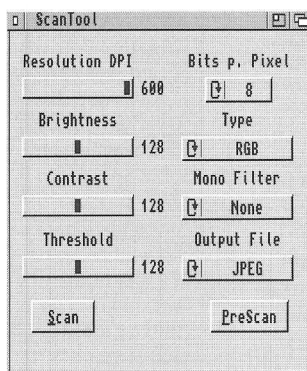 ScanTool
Resolution DPI
600
Bits p. Pixel
8
Brightness
128
Type
RGB
Contrast
128
Mono Filter
None
Threshold
128
Output File
JPEG
Scan
PreScan